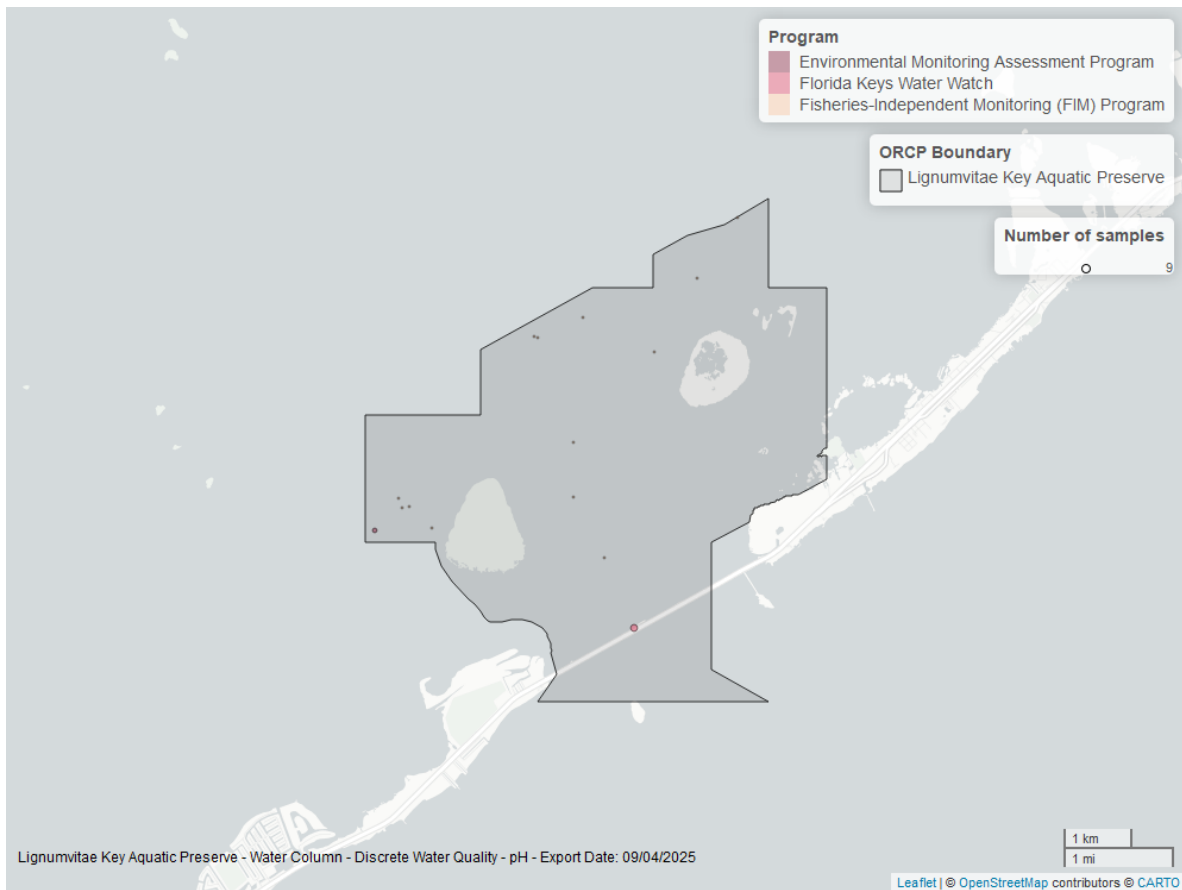 Program
Environmental Monitoring Assessment Program
Florida Keys Water Watch
Fisheries-Independent Monitoring (FIM) Program
ORCP Boundary
Lignumvitae Key Aquatic Preserve
Number of samples
9
Lignumvitae Key Aquatic Preserve - Water Column - Discrete Water Quality - pH - Export Date: 09/04/2025
1 km
1 mi
Leaflet | © OpenStreetMap contributors © CARTO